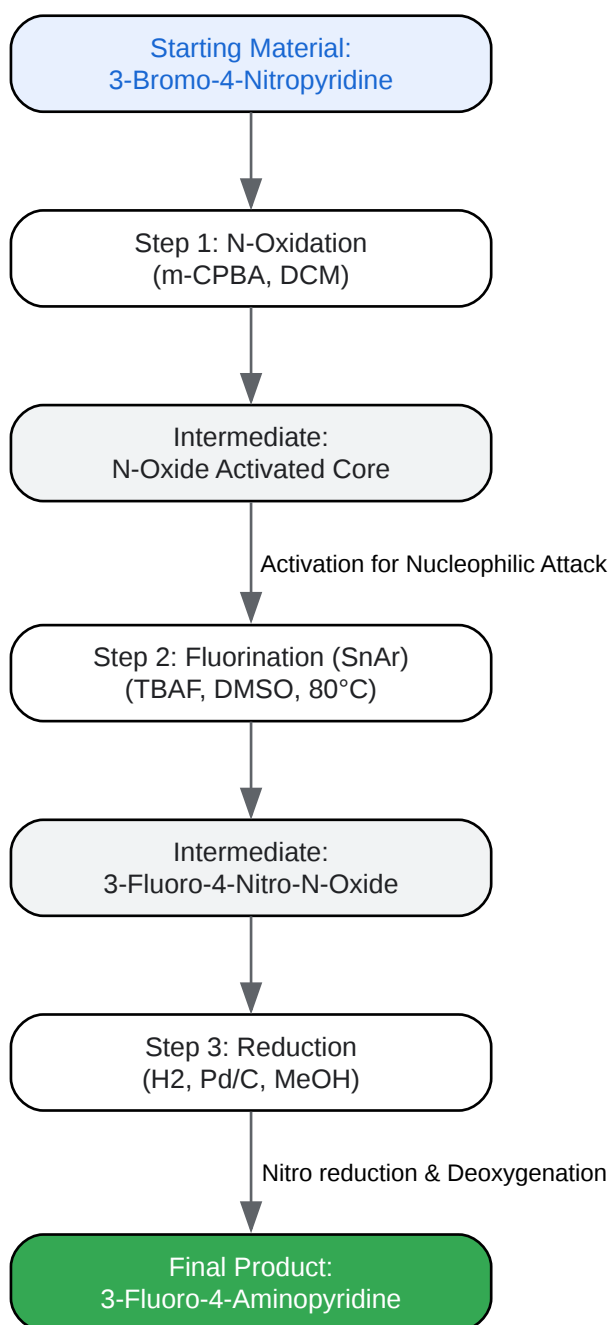 Starting Material:
3-Bromo-4-Nitropyridine
Step 1: N-Oxidation
(m-CPBA, DCM)
Intermediate:
N-Oxide Activated Core
Activation for Nucleophilic Attack
Step 2: Fluorination (SnAr)
(TBAF, DMSO, 80°C)
Intermediate:
3-Fluoro-4-Nitro-N-Oxide
Step 3: Reduction
(H2, Pd/C, MeOH)
Nitro reduction & Deoxygenation
Final Product:
3-Fluoro-4-Aminopyridine